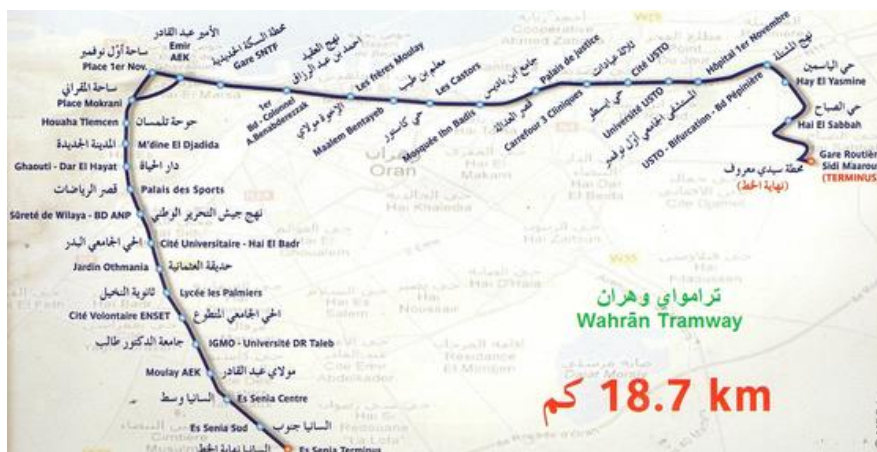 ساحة أوّل نوفمبر
Place 1er Nov.
الأمير عبد القادر
Emir
AEK
محطة السكة الحديدية
Gare SNTF
نهج العقيد
أحمد بن عبد الرزاق
1er
Bd - Colonel
A.Benabderezzak
Les frères Moulay
الإخوة مولاي
معلم بن طيب
Maalem Bentayeb
Les Castors
حي كاستور
جامع ابن باديس
Mosquée Ibn Badis
Palais de Justice
قصر العدالة
ثلاثة عيادات
Carrefour 3 Cliniques
Cité USTO
حي ايسطو
Université USTO
Hôpital 1er Novembre
المستشفى الجامعي أوّل نوفمبر
USTO - Bifurcation - Bd Pépinière
نهج المشتلة
حي الياسمين
Hay El Yasmine
حي الصباح
Hai El Sabbah
Gare Routière
Sidi Maarou
(TERMINUS
محطة سيدي معروف
(نهاية الخط)
ساحة المقراني
Place Mokrani
Houaha Tlemcen
حوحة تلمسان
المدينة الجديدة
M'dine El Djadida
Ghaouti - Dar El Hayat
دار الحياة
قصر الرياضات
Palais des Sports
Sûreté de Wilaya - BD ANP
نهج جيش التحرير الوطني
الحي الجامعي البدر
Cité Universitaire - Hai El Badr
Jardin Othmania
حديقة العثمانية
ثانوية النخيل
Lycée les Palmiers
Cité Volontaire ENSET
الحي الجامعي المتطوع
جامعة الدكتور طالب
IGMO - Université DR Taleb
Moulay AEK
مولاي عبد القادر
السانيا وسط
Es Senia Centre
Es Senia Sud
السانيا جنوب
السانيا نهاية الخط
Es Senia Terminus
وهران
Oran
ترامواي وهران
Wahrān Tramway
18.7 km كم